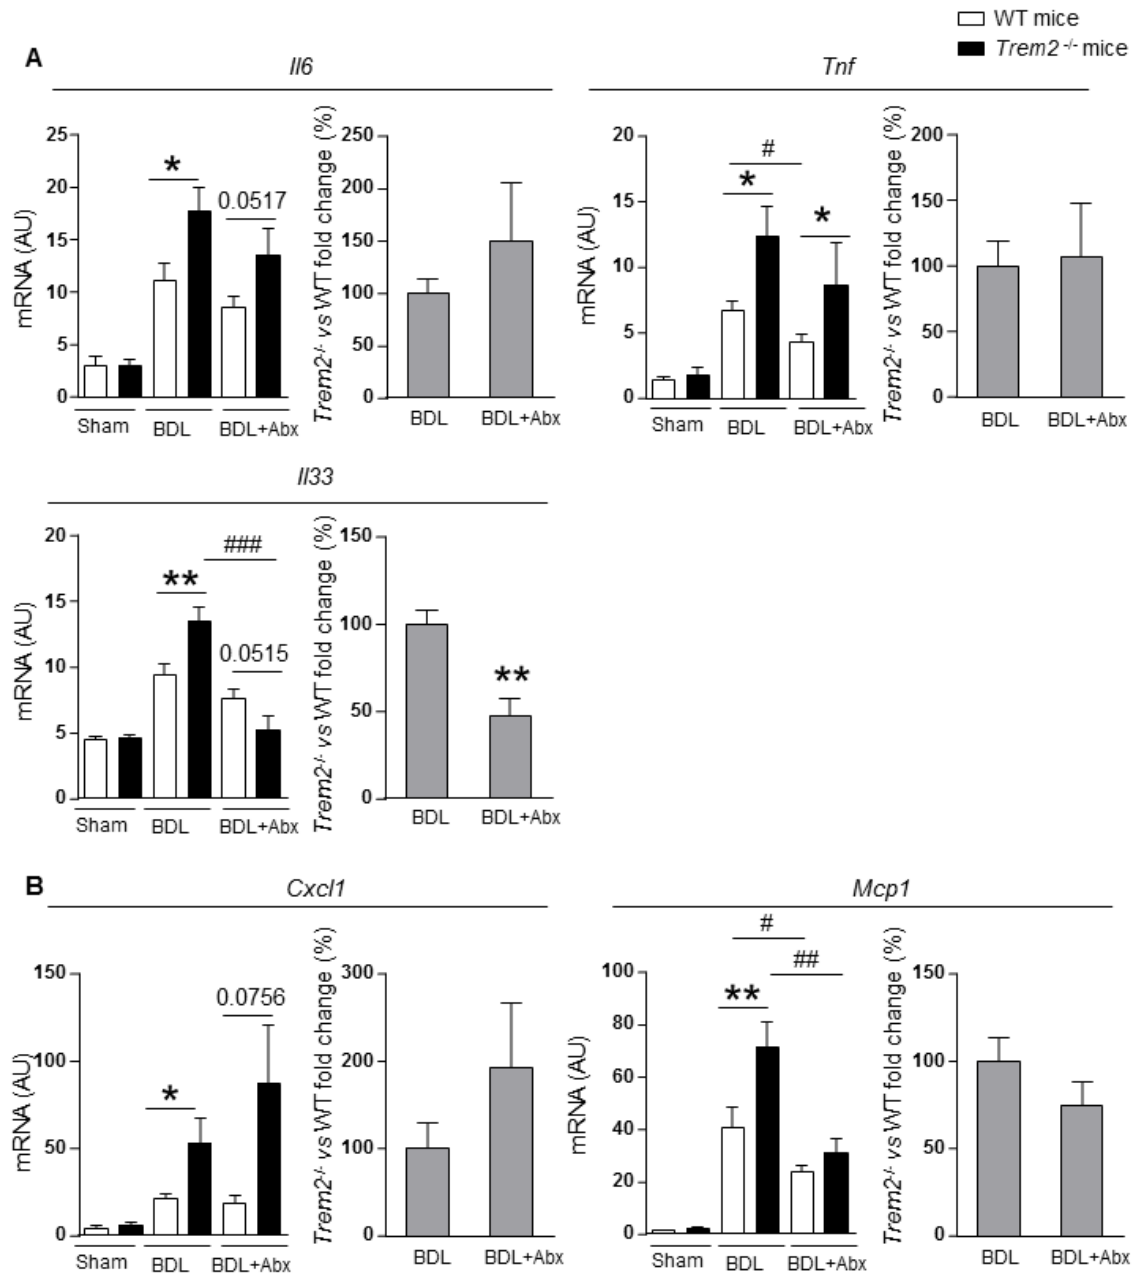 WT mice
Trem2 -/- mice
A
Il6
Tnf
mRNA (AU)
25
20
15
10
5
0
*
0.0517
Sham
BDL
BDL+Abx
Trem2-/- vs WT fold change (%)
250
200
150
100
50
0
BDL
BDL+Abx
mRNA (AU)
20
15
10
5
0
#
*
*
Sham
BDL
BDL+Abx
Trem2-/- vs WT fold change (%)
200
150
100
50
0
BDL
BDL+Abx
Il33
mRNA (AU)
20
15
10
5
0
###
**
0.0515
Sham
BDL
BDL+Abx
Trem2-/- vs WT fold change (%)
150
100
50
0
**
BDL
BDL+Abx
B
Cxcl1
Mcp1
mRNA (AU)
150
100
50
0
0.0756
*
Sham
BDL
BDL+Abx
Trem2-/- vs WT fold change (%)
300
200
100
0
BDL
BDL+Abx
mRNA (AU)
100
80
60
40
20
0
#
##
**
Sham
BDL
BDL+Abx
Trem2-/- vs WT fold change (%)
150
100
50
0
BDL
BDL+Abx